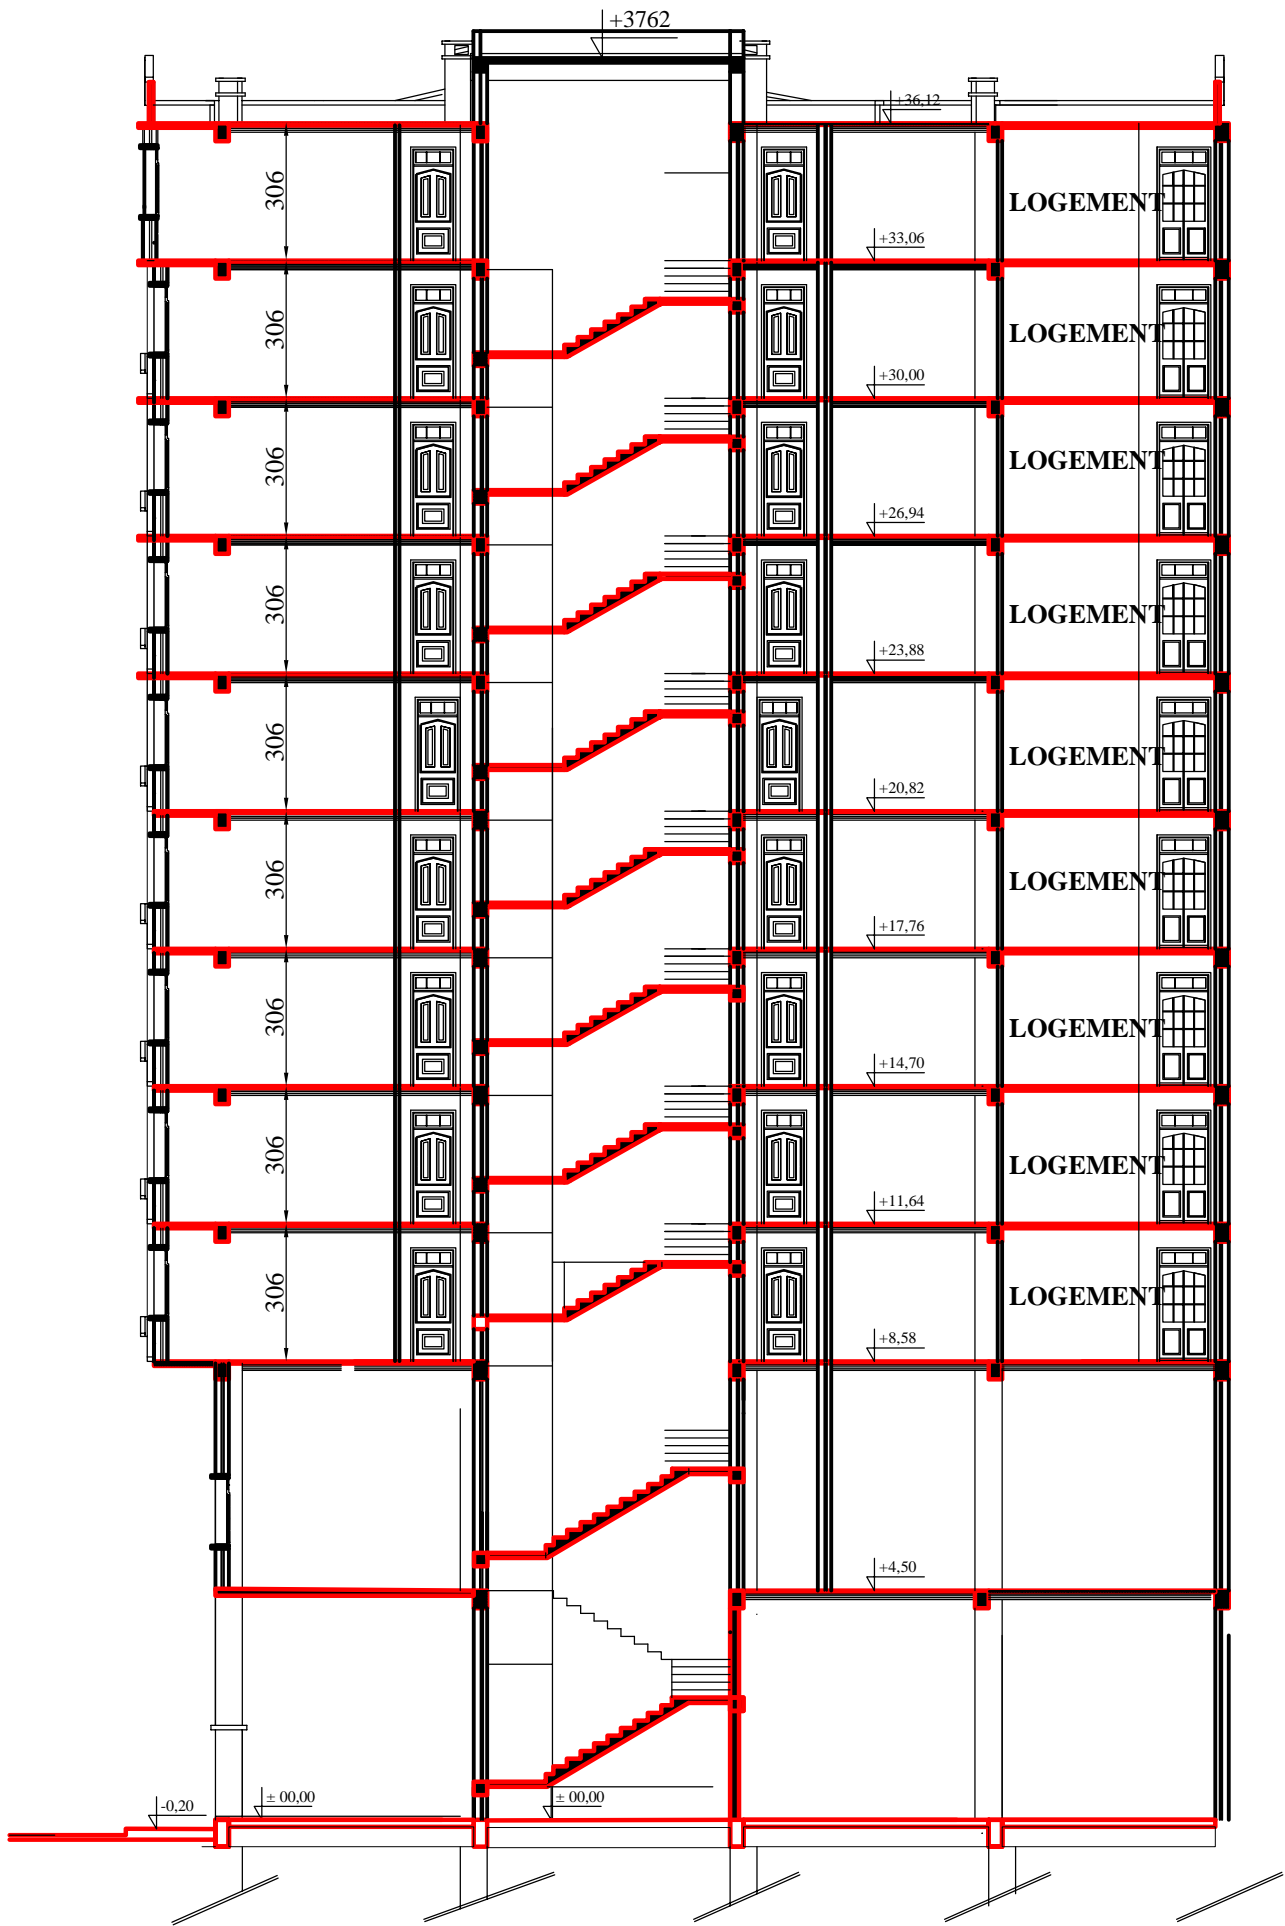 +3762
+36,12
306
LOGEMENT
+33,06
306
LOGEMENT
+30,00
306
LOGEMENT
+26,94
306
LOGEMENT
+23,88
306
LOGEMENT
+20,82
306
LOGEMENT
+17,76
306
LOGEMENT
+14,70
306
LOGEMENT
+11,64
306
LOGEMENT
+8,58
+4,50
-0,20
± 00,00
± 00,00